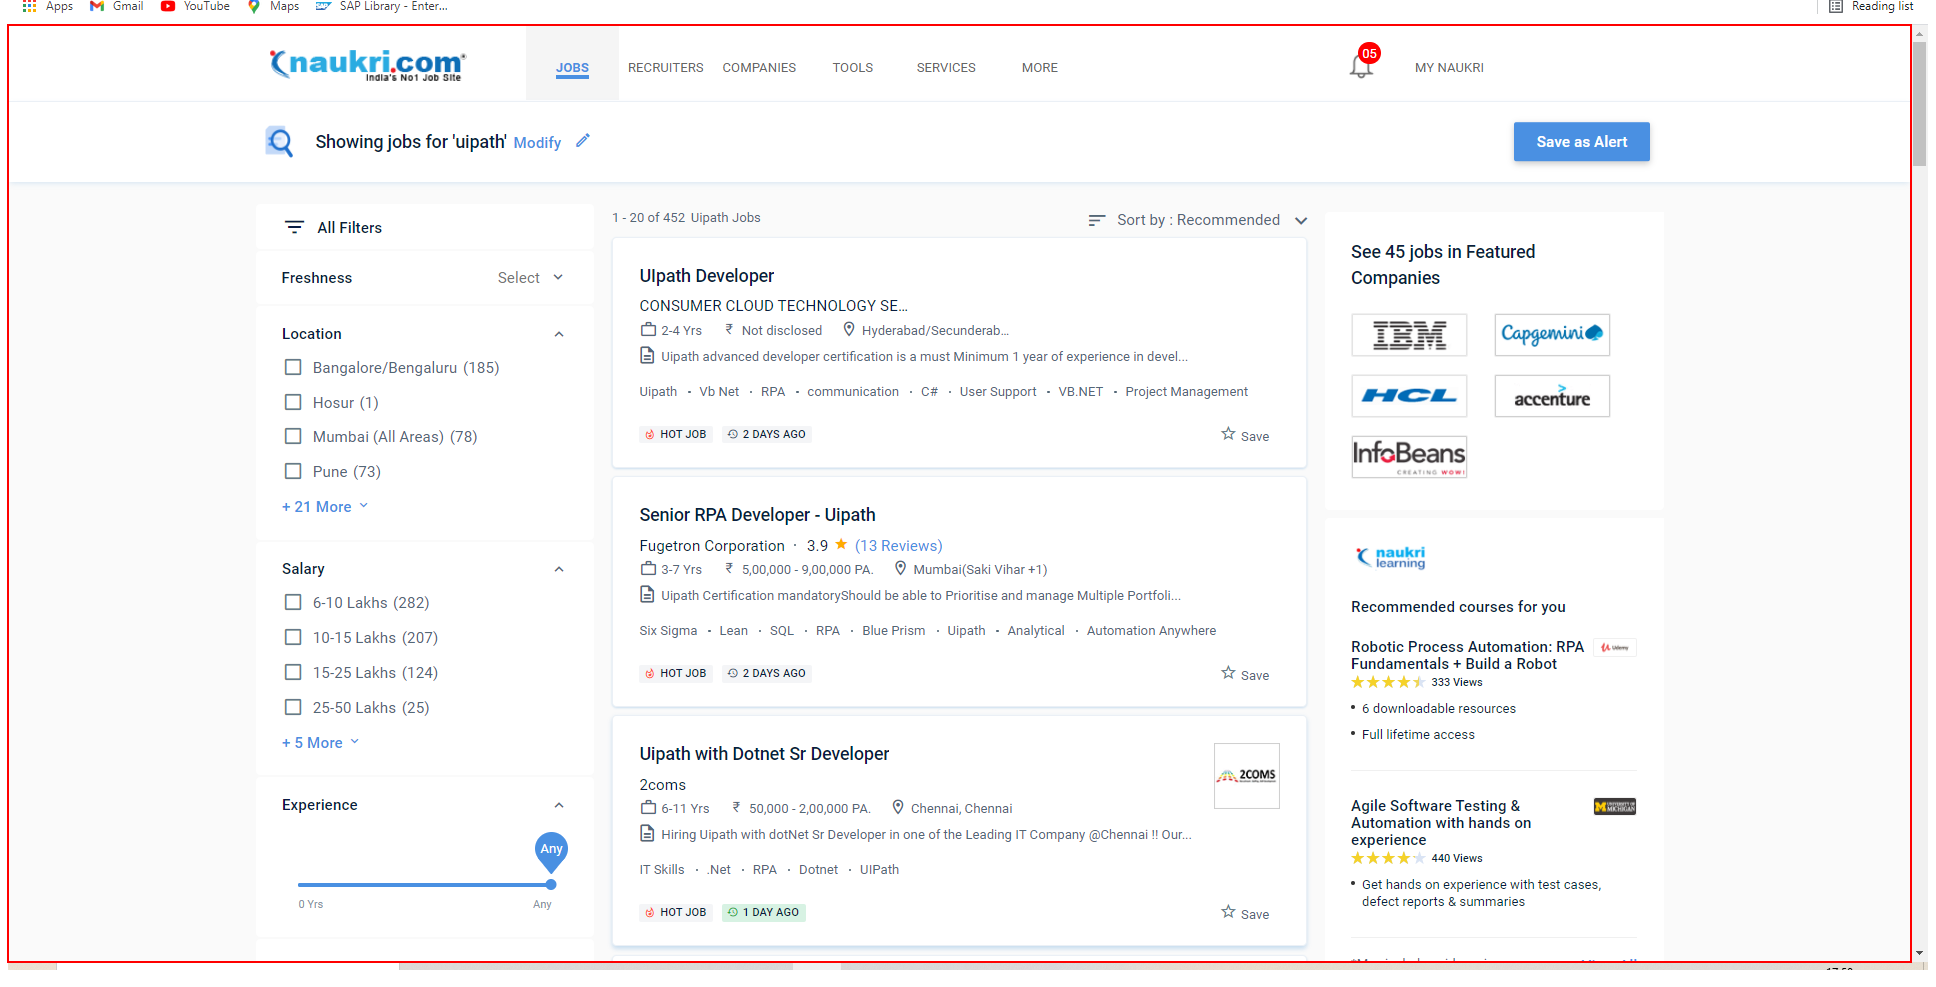 Apps Gmail YouTube Maps SAP Library - Enter... Reading list
naukri.com
India's No1 Job Site
JOBS RECRUITERS COMPANIES TOOLS SERVICES MORE 05 MY NAUKRI
Showing jobs for 'uipath' Modify Save as Alert
All Filters
Freshness Select
Location
Bangalore/Bengaluru (185)
Hosur (1)
Mumbai (All Areas) (78)
Pune (73)
+ 21 More
Salary
6-10 Lakhs (282)
10-15 Lakhs (207)
15-25 Lakhs (124)
25-50 Lakhs (25)
+ 5 More
Experience
Any
0 Yrs Any
1 - 20 of 452 Uipath Jobs Sort by : Recommended
UIpath Developer
CONSUMER CLOUD TECHNOLOGY SE...
2-4 Yrs ₹ Not disclosed Hyderabad/Secunderab...
Uipath advanced developer certification is a must Minimum 1 year of experience in devel...
Uipath • Vb Net • RPA • communication • C# • User Support • VB.NET • Project Management
HOT JOB 2 DAYS AGO Save
Senior RPA Developer - Uipath
Fugetron Corporation · 3.9 ★ (13 Reviews)
3-7 Yrs ₹ 5,00,000 - 9,00,000 PA. Mumbai(Saki Vihar +1)
Uipath Certification mandatoryShould be able to Prioritise and manage Multiple Portfoli...
Six Sigma • Lean • SQL • RPA • Blue Prism • Uipath • Analytical • Automation Anywhere
HOT JOB 2 DAYS AGO Save
Uipath with Dotnet Sr Developer
2coms
2COMS
6-11 Yrs ₹ 50,000 - 2,00,000 PA. Chennai, Chennai
Hiring Uipath with dotNet Sr Developer in one of the Leading IT Company @Chennai !! Our...
IT Skills • .Net • RPA • Dotnet • UIPath
HOT JOB 1 DAY AGO Save
See 45 jobs in Featured
Companies
IBM Capgemini
HCL accenture
InfoBeans
CREATING WOW!
naukri
learning
Recommended courses for you
Robotic Process Automation: RPA
Fundamentals + Build a Robot
Udemy
333 Views
• 6 downloadable resources
• Full lifetime access
Agile Software Testing &
Automation with hands on
experience
UNIVERSITY OF
MICHIGAN
440 Views
• Get hands on experience with test cases,
defect reports & summaries